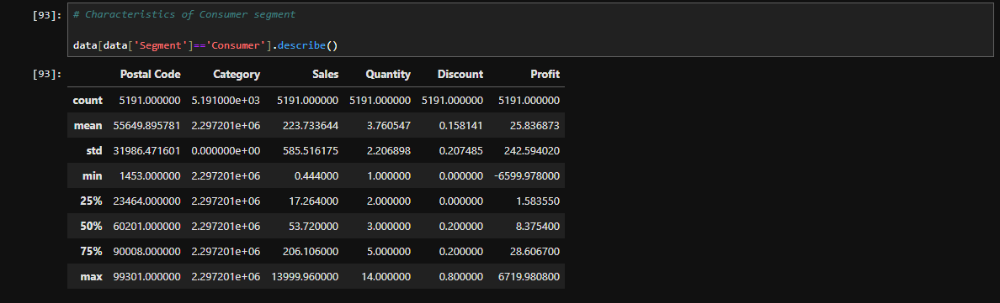 [93]: # Characteristics of Consumer segment
data[data['Segment']=='Consumer'].describe()
[93]: Postal Code Category Sales Quantity Discount Profit
count 5191.000000 5.191000e+03 5191.000000 5191.000000 5191.000000 5191.000000
mean 55649.895781 2.297201e+06 223.733644 3.760547 0.158141 25.836873
std 31986.471601 0.000000e+00 585.516175 2.206898 0.207485 242.594020
min 1453.000000 2.297201e+06 0.444000 1.000000 0.000000 -6599.978000
25% 23464.000000 2.297201e+06 17.264000 2.000000 0.000000 1.583550
50% 60201.000000 2.297201e+06 53.720000 3.000000 0.200000 8.375400
75% 90008.000000 2.297201e+06 206.106000 5.000000 0.200000 28.606700
max 99301.000000 2.297201e+06 13999.960000 14.000000 0.800000 6719.980800